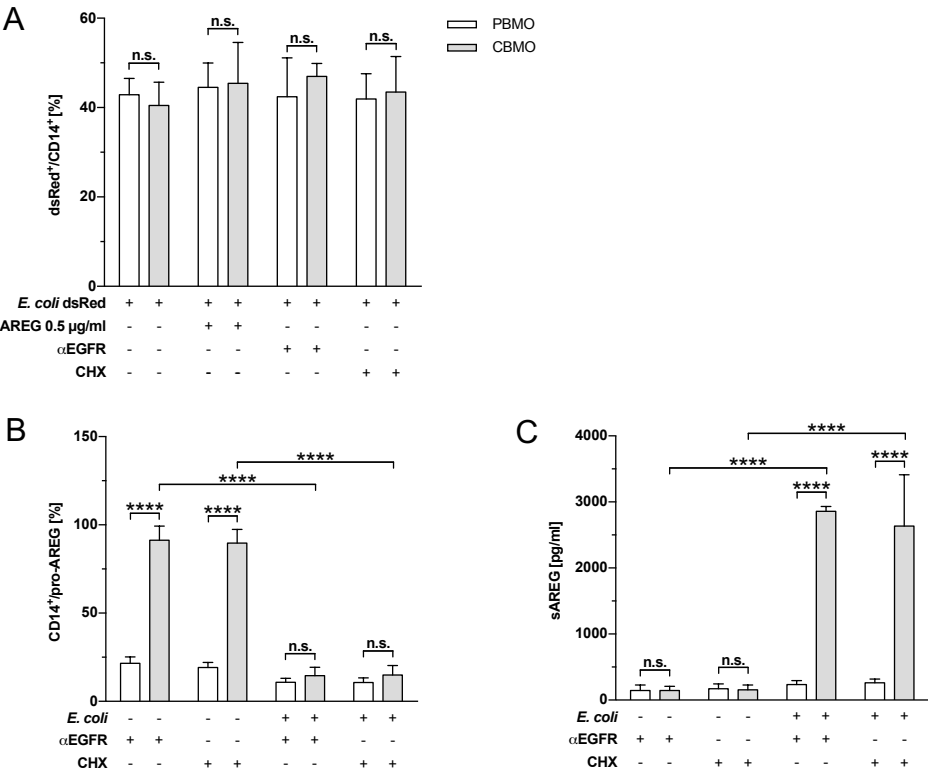 A
60
40
20
0
dsRed⁺/CD14⁺ [%]
n.s. n.s. n.s. n.s.
PBMO
CBMO
E. coli dsRed + + + + + + + +
AREG 0.5 µg/ml - - + + - - - -
αEGFR - - - - + + - -
CHX - - - - - - + +
B
150
100
50
0
CD14⁺/pro-AREG [%]
****
****
**** ****
n.s. n.s.
E. coli - - - - + + + +
αEGFR + + - - + + - -
CHX - - + + - - + +
C
4000
3000
2000
1000
0
sAREG [pg/ml]
****
****
****
****
n.s. n.s.
E. coli - - - - + + + +
αEGFR + + - - + + - -
CHX - - + + - - + +